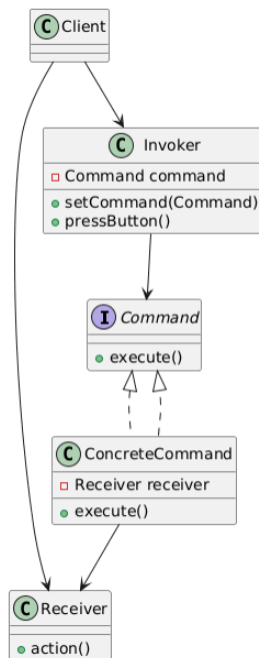 C Client
C Invoker
Command command
setCommand(Command)
pressButton()
I Command
execute()
C ConcreteCommand
Receiver receiver
execute()
C Receiver
action()